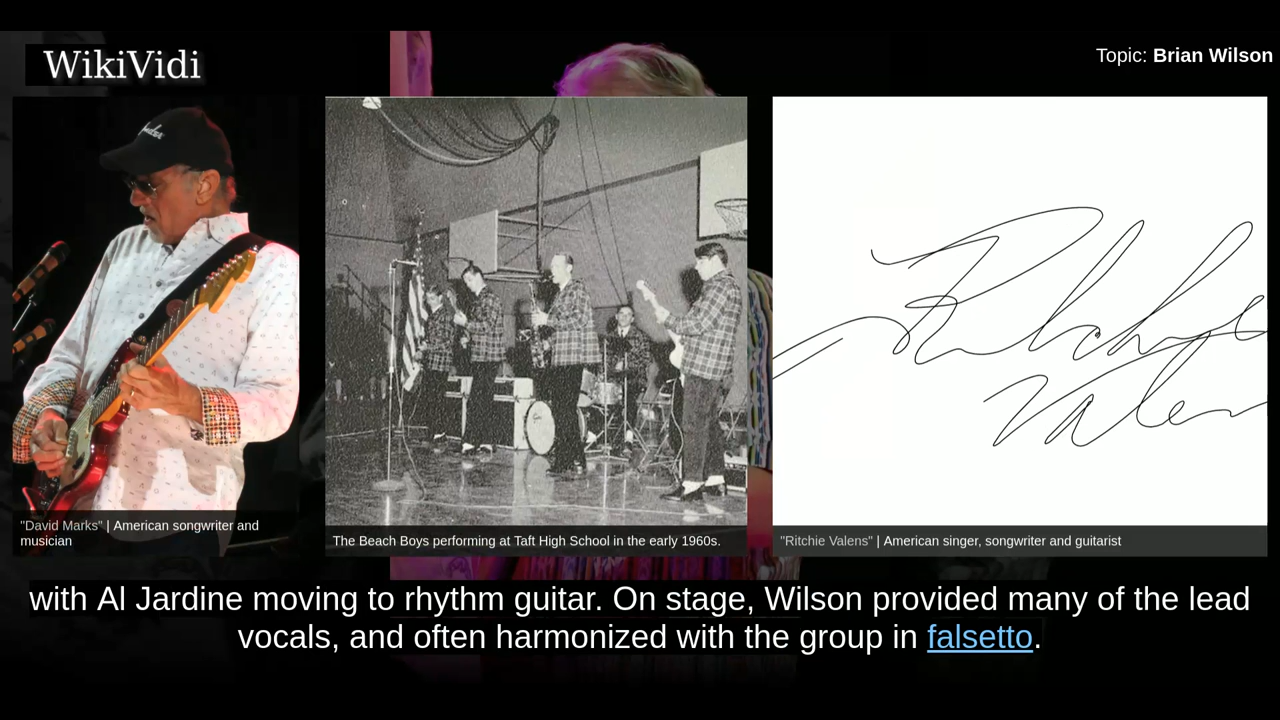 WikiVidi
Topic: Brian Wilson
"David Marks" | American songwriter and
musician
The Beach Boys performing at Taft High School in the early 1960s.
Ritchie
Valen
"Ritchie Valens" | American singer, songwriter and guitarist
with Al Jardine moving to rhythm guitar. On stage, Wilson provided many of the lead
vocals, and often harmonized with the group in falsetto.